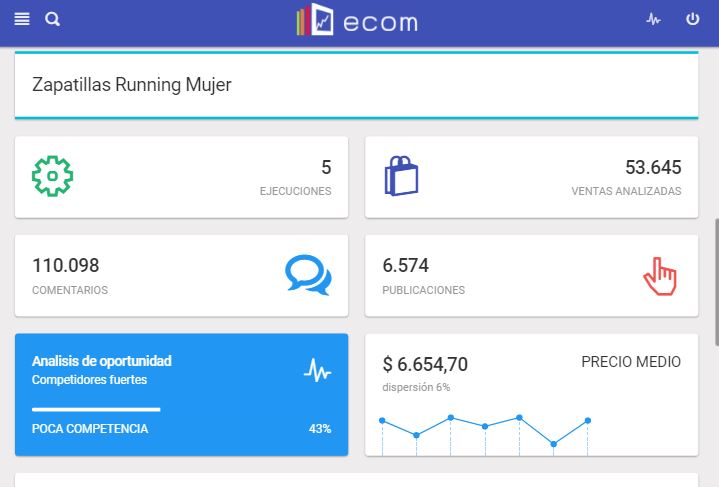 ecom
Zapatillas Running Mujer
5
EJECUCIONES
53.645
VENTAS ANALIZADAS
110.098
COMENTARIOS
6.574
PUBLICACIONES
Analisis de oportunidad
Competidores fuertes
POCA COMPETENCIA 43%
$ 6.654,70 PRECIO MEDIO
dispersión 6%